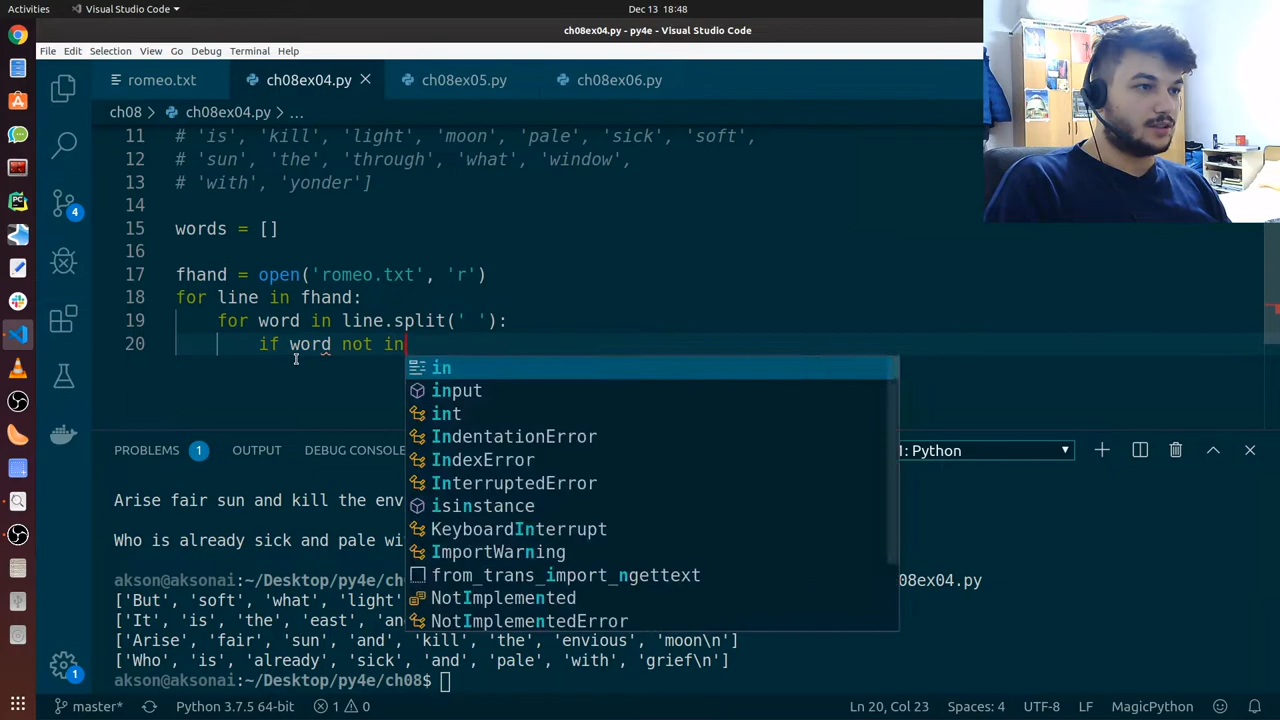 Activities
Visual Studio Code
Dec 13 18:48
ch08ex04.py - py4e - Visual Studio Code
File Edit Selection View Go Debug Terminal Help
romeo.txt ch08ex04.py ch08ex05.py ch08ex06.py
ch08 > ch08ex04.py > ...
11 # 'is', 'kill', 'light', 'moon', 'pale', 'sick', 'soft',
12 # 'sun', 'the', 'through', 'what', 'window',
13 # 'with', 'yonder']
14
15 words = []
16
17 fhand = open('romeo.txt', 'r')
18 for line in fhand:
19 for word in line.split(' '):
20 if word not in
in
input
int
IndentationError
IndexError
InterruptedError
isinstance
KeyboardInterrupt
ImportWarning
from_trans_import_ngettext
NotImplemented
NotImplementedError
4
PROBLEMS 1 OUTPUT DEBUG CONSOLE 1: Python
Arise fair sun and kill the env
Who is already sick and pale wi
akson@aksonai:~/Desktop/py4e/ 08ex04.py
['But', 'soft', 'what', 'light'
['It', 'is', 'the', 'east', 'an
['Arise', 'fair', 'sun', 'and', 'kill', 'the', 'envious', 'moon\n']
['Who', 'is', 'already', 'sick', 'and', 'pale', 'with', 'grief\n']
akson@aksonai:~/Desktop/py4e/ch08$
1
master* Python 3.7.5 64-bit 1 0 Ln 20, Col 23 Spaces: 4 UTF-8 LF MagicPython